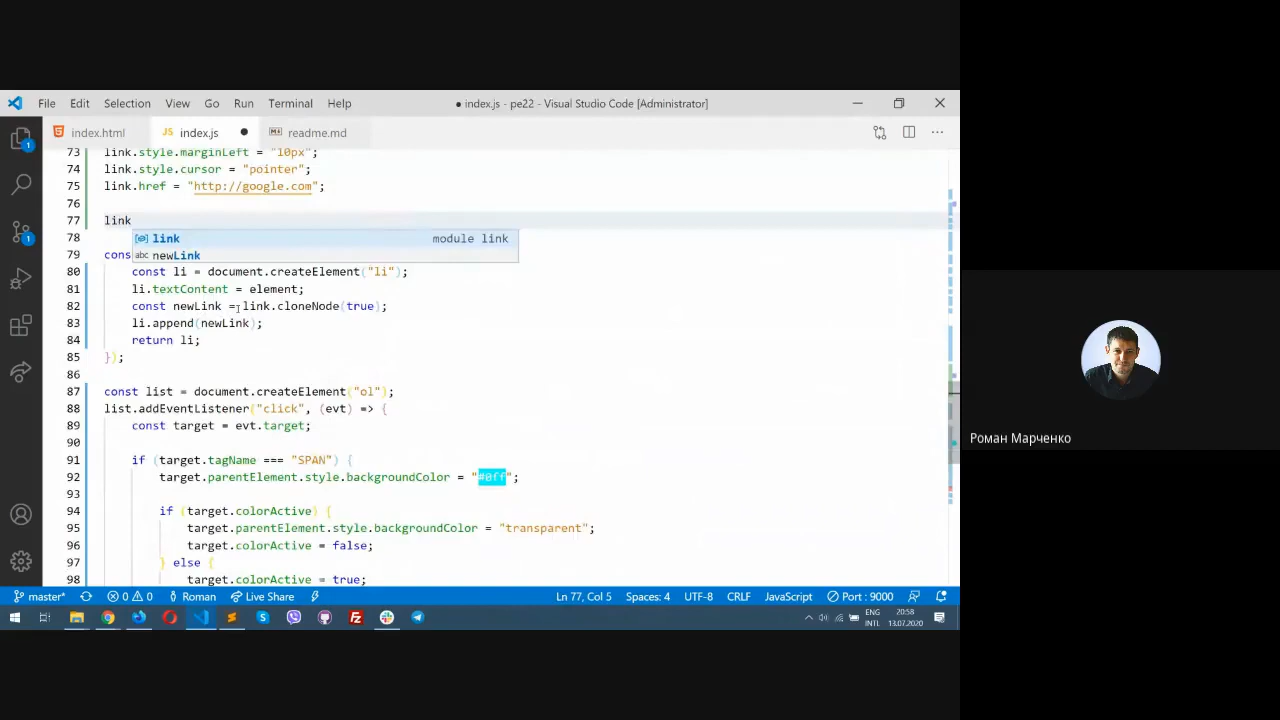 File Edit Selection View Go Run Terminal Help
● index.js - pe22 - Visual Studio Code [Administrator]
index.html
JS index.js ●
readme.md
73 link.style.marginLeft = "10px";
74 link.style.cursor = "pointer";
75 link.href = "http://google.com";
76
77 link
link module link
abc newLink
78
79 cons
80 const li = document.createElement("li");
81 li.textContent = element;
82 const newLink = link.cloneNode(true);
83 li.append(newLink);
84 return li;
85 });
86
87 const list = document.createElement("ol");
88 list.addEventListener("click", (evt) => {
89 const target = evt.target;
90
91 if (target.tagName === "SPAN") {
92 target.parentElement.style.backgroundColor = "#0ff";
93
94 if (target.colorActive) {
95 target.parentElement.style.backgroundColor = "transparent";
96 target.colorActive = false;
97 } else {
98 target.colorActive = true;
1
1
master* 0 0 Roman Live Share Ln 77, Col 5 Spaces: 4 UTF-8 CRLF JavaScript Port : 9000
ENG
INTL
20:58
13.07.2020
Роман Марченко